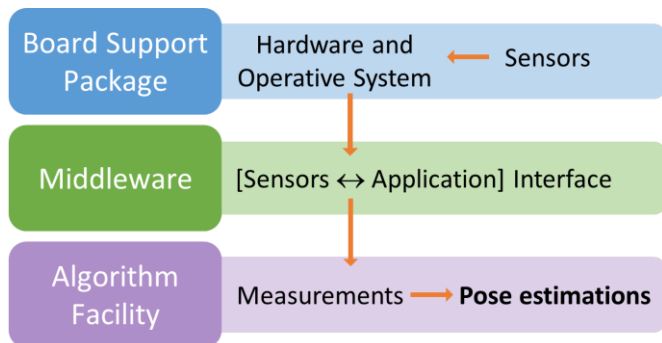 Board Support
Package
Hardware and
Operative System
Sensors
Middleware
[Sensors ↔ Application] Interface
Algorithm
Facility
Measurements
Pose estimations